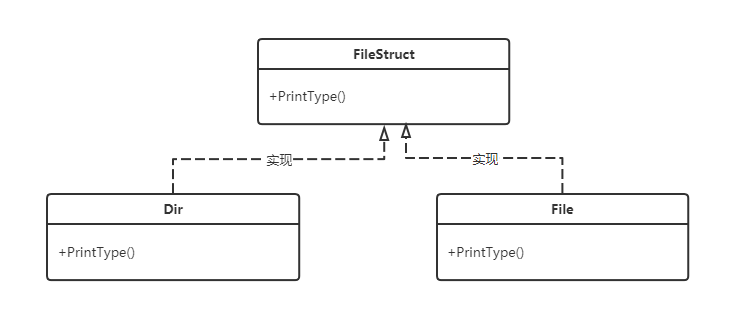 FileStruct
+PrintType()
实现
实现
Dir
File
+PrintType()
+PrintType()